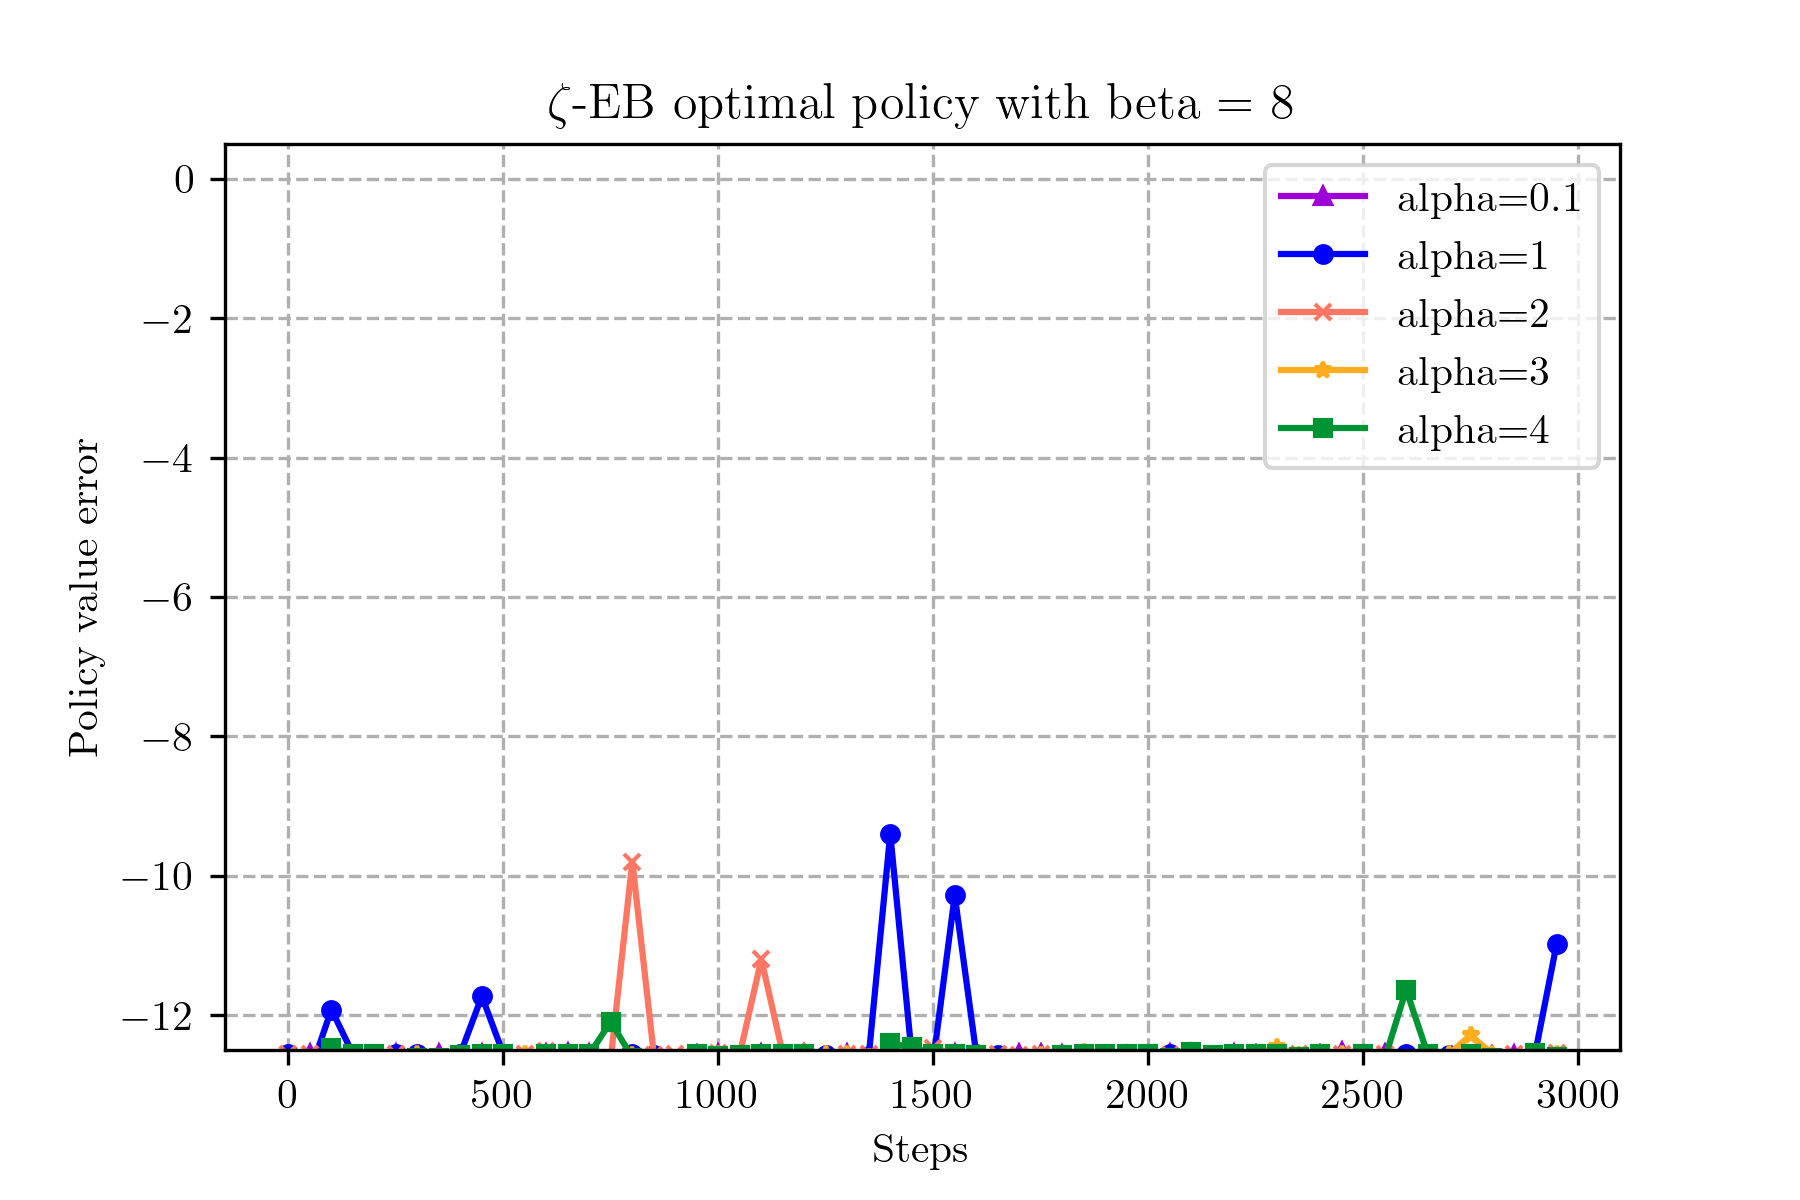 ζ-EB optimal policy with beta = 8
0
−2
−4
−6
−8
−10
−12
Policy value error
alpha=0.1
alpha=1
alpha=2
alpha=3
alpha=4
0 500 1000 1500 2000 2500 3000
Steps